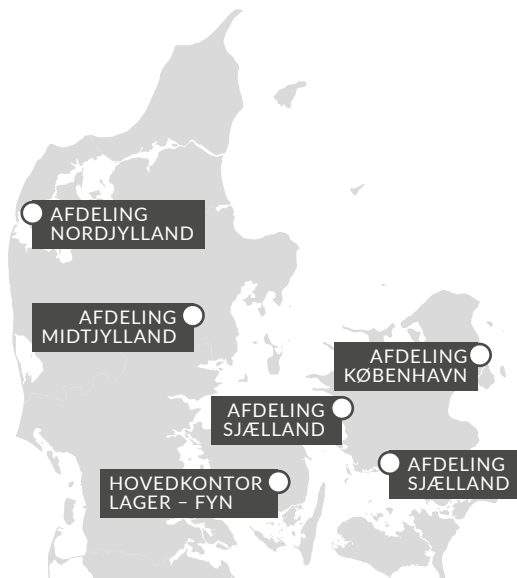 AFDELING
NORDJYLLAND
AFDELING
MIDTJYLLAND
AFDELING
KØBENHAVN
AFDELING
SJÆLLAND
AFDELING
SJÆLLAND
HOVEDKONTOR
LAGER – FYN